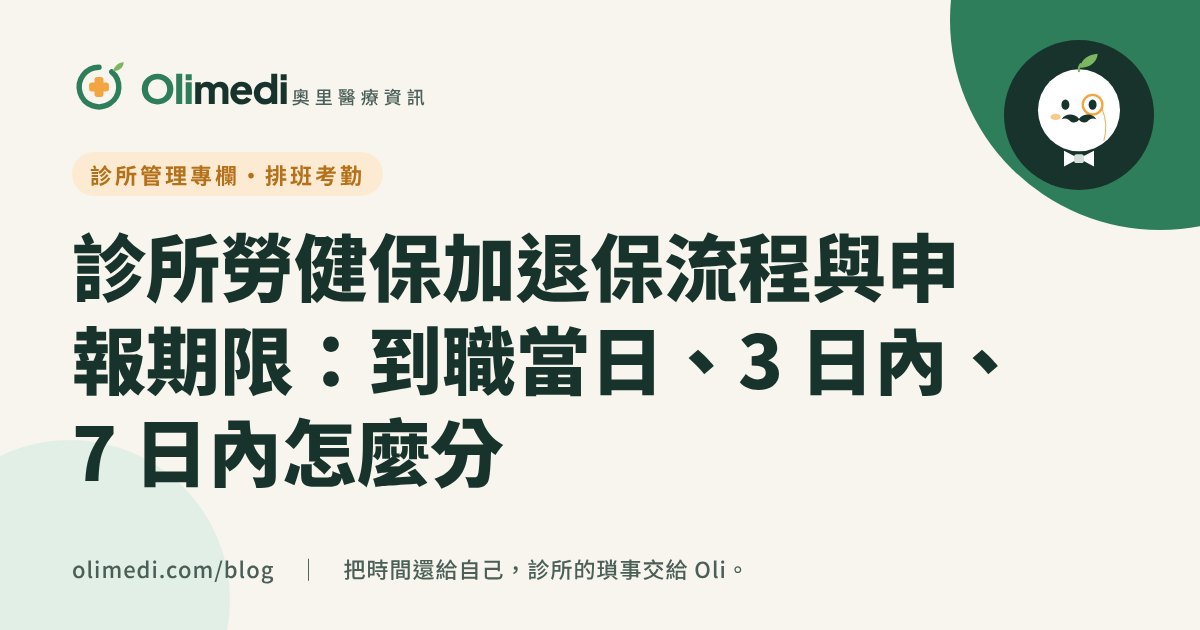 Olimedi 奧里醫療資訊
診所管理專欄・排班考勤
診所勞健保加退保流程與申
報期限：到職當日、3 日內、
7 日內怎麼分
olimedi.com/blog ｜ 把時間還給自己，診所的瑣事交給 Oli。